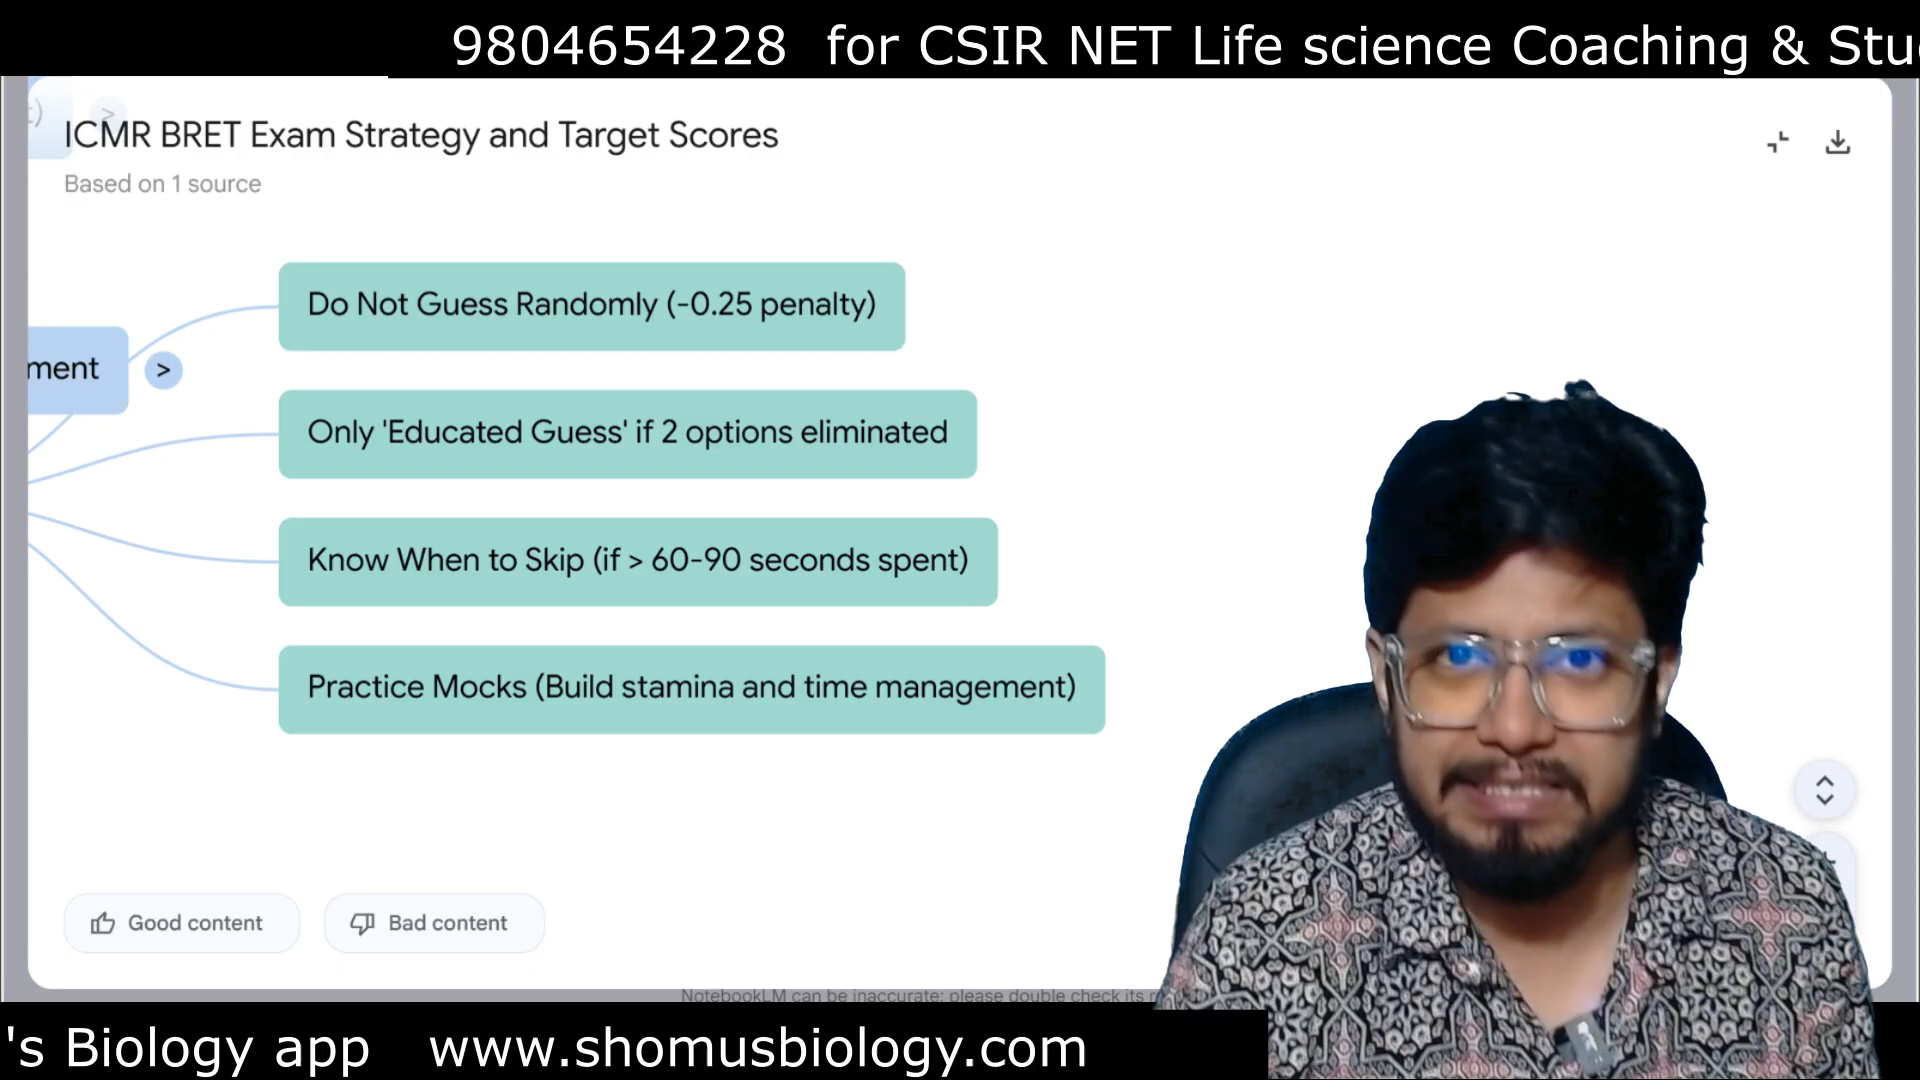 9804654228 for CSIR NET Life science Coaching &
ICMR BRET Exam Strategy and Target Scores
Based on 1 source
Do Not Guess Randomly (-0.25 penalty)
ment >
Only 'Educated Guess' if 2 options eliminated
Know When to Skip (if > 60-90 seconds spent)
Practice Mocks (Build stamina and time management)
Good content
Bad content
NotebookLM can be inaccurate; please double check its
's Biology app www.shomusbiology.com